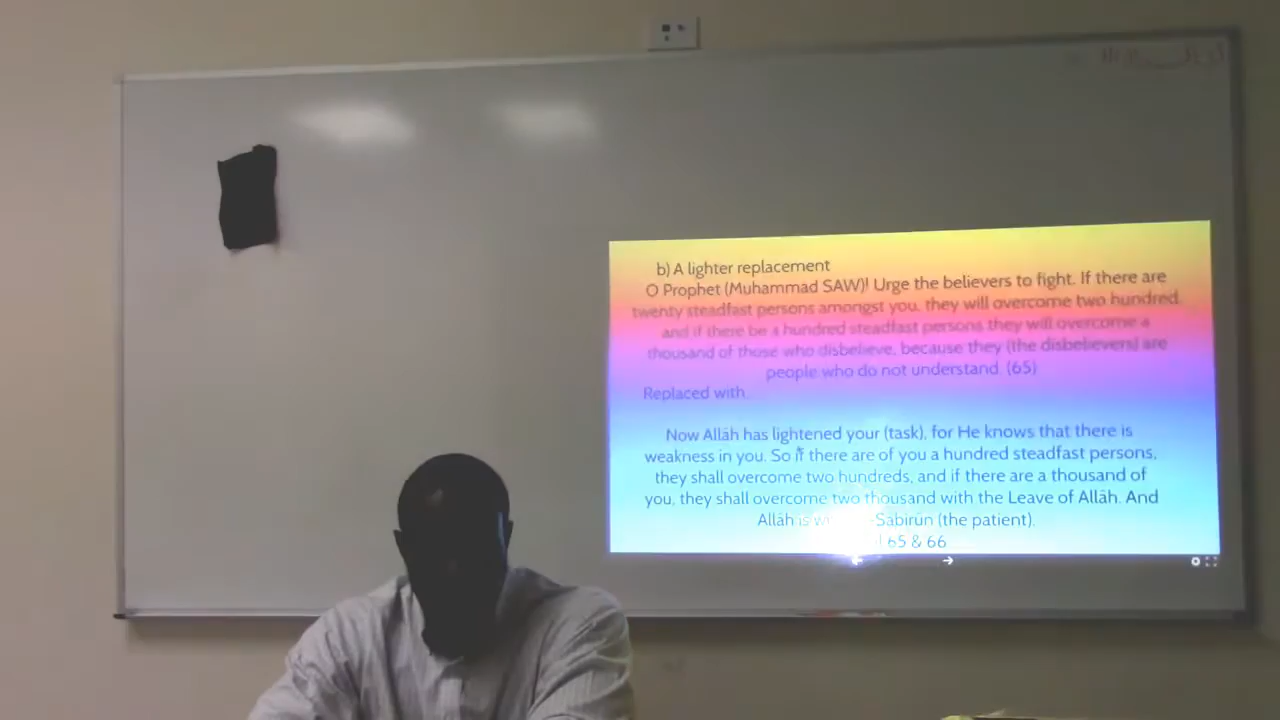 b) A lighter replacement
O Prophet (Muhammad SAW)! Urge the believers to fight. If there are
twenty steadfast persons amongst you, they will overcome two hundred
and if there be a hundred steadfast persons they will overcome a
thousand of those who disbelieve, because they (the disbelievers) are
people who do not understand. (65)
Replaced with
Now Allâh has lightened your (task), for He knows that there is
weakness in you. So if there are of you a hundred steadfast persons,
they shall overcome two hundreds, and if there are a thousand of
you, they shall overcome two thousand with the Leave of Allâh. And
Allâh is -Sabirûn (the patient).
65 & 66